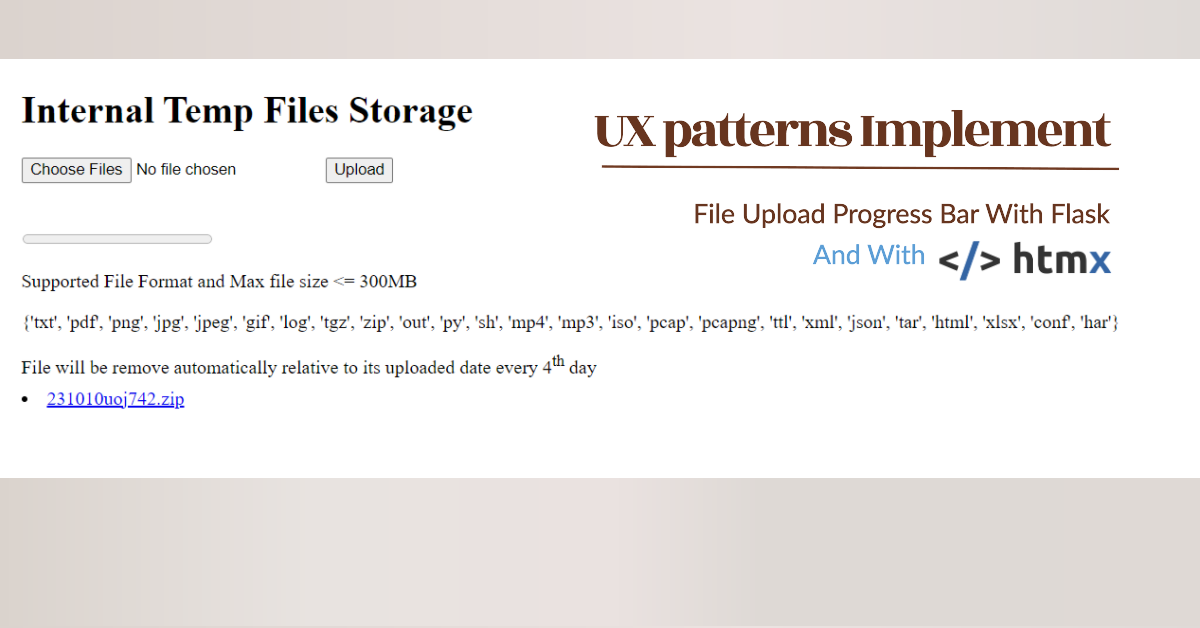 Internal Temp Files Storage
Choose Files No file chosen Upload
UX patterns Implement
File Upload Progress Bar With Flask
And With </> htmx
Supported File Format and Max file size <= 300MB
{'txt', 'pdf', 'png', 'jpg', 'jpeg', 'gif', 'log', 'tgz', 'zip', 'out', 'py', 'sh', 'mp4', 'mp3', 'iso', 'pcap', 'pcapng', 'ttl', 'xml', 'json', 'tar', 'html', 'xlsx', 'conf', 'har'}
File will be remove automatically relative to its uploaded date every 4th day
• 231010uoj742.zip